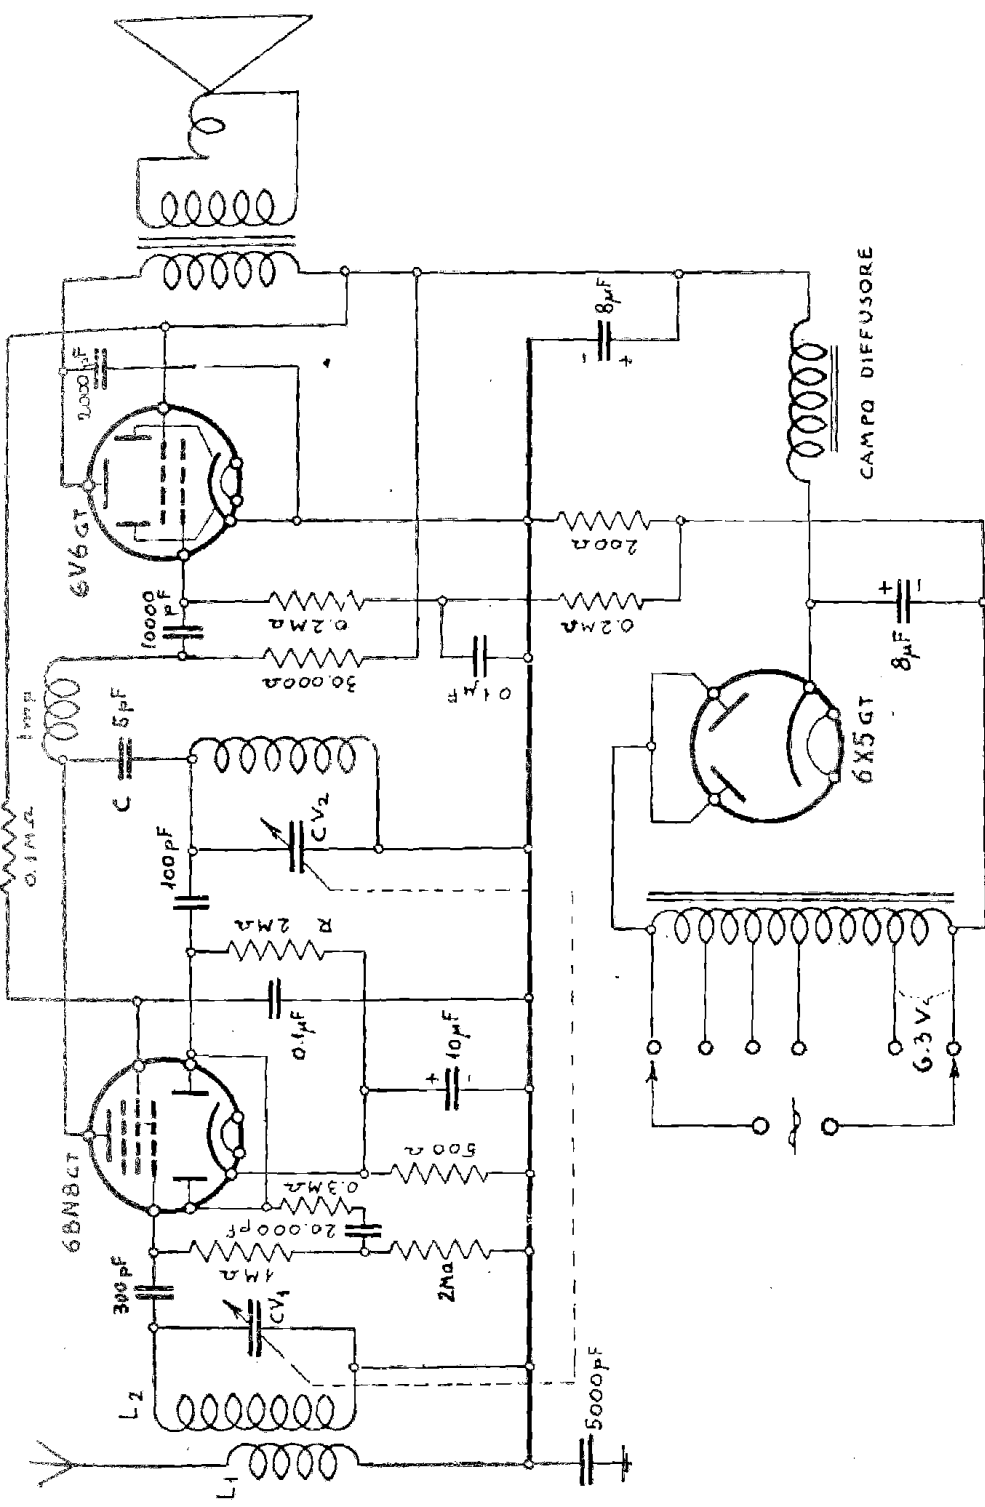 L1
L2
300pF
CV1
6BN8GT
1MΩ
20.000pF
0.3MΩ
2MΩ
500Ω
10µF
+
-
0.1µF
R
2MΩ
100pF
CV2
0.1MΩ
C
5pF
10000
pF
30.000Ω
0.2MΩ
0.1µF
6V6GT
2000pF
0.2MΩ
200Ω
8µF
-
+
CAMPO DIFFUSORE
8µF
+
-
6X5GT
6.3V
5000pF